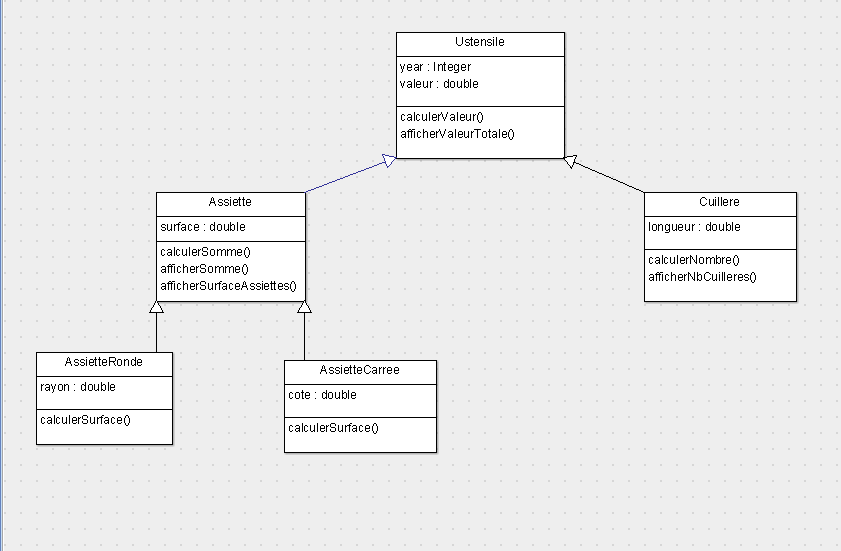 Ustensile
year : Integer
valeur : double
calculerValeur()
afficherValeurTotale()
Assiette
surface : double
calculerSomme()
afficherSomme()
afficherSurfaceAssiettes()
Cuillere
longueur : double
calculerNombre()
afficherNbCuilleres()
AssietteRonde
rayon : double
calculerSurface()
AssietteCarree
cote : double
calculerSurface()